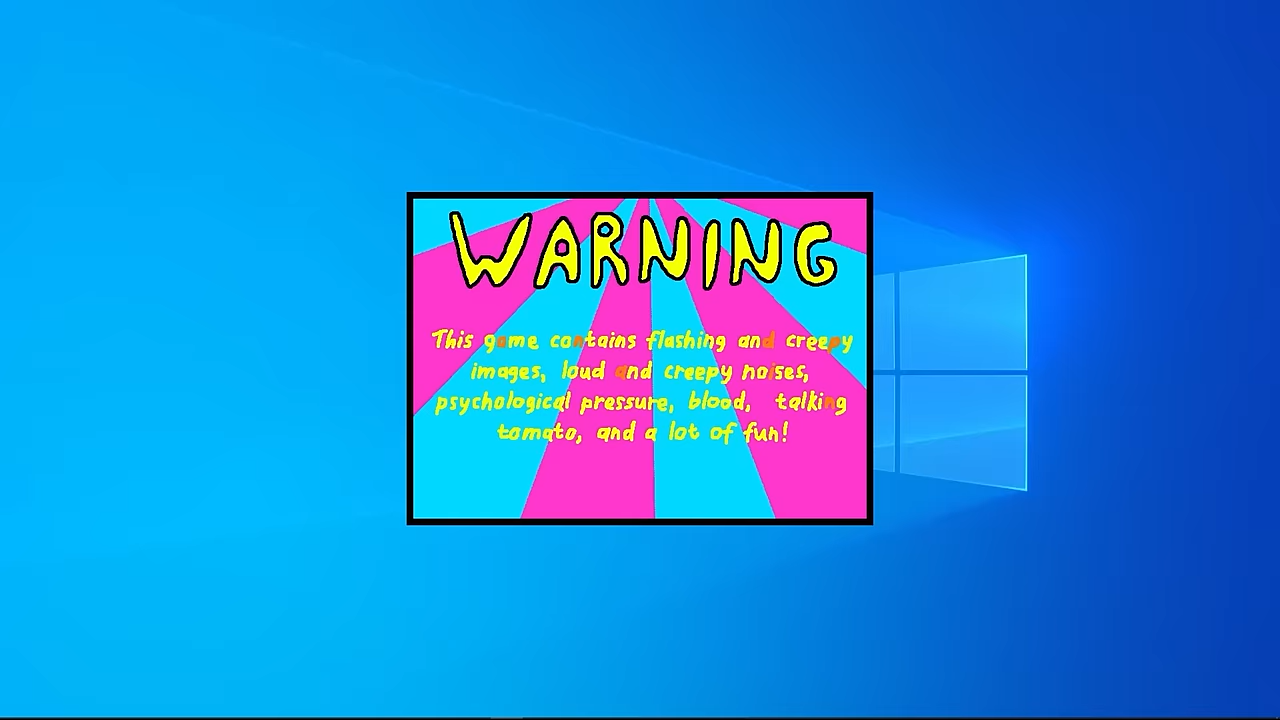 WARNING
This game contains flashing and creepy
images, loud and creepy noises,
psychological pressure, blood, talking
tomato, and a lot of fun!